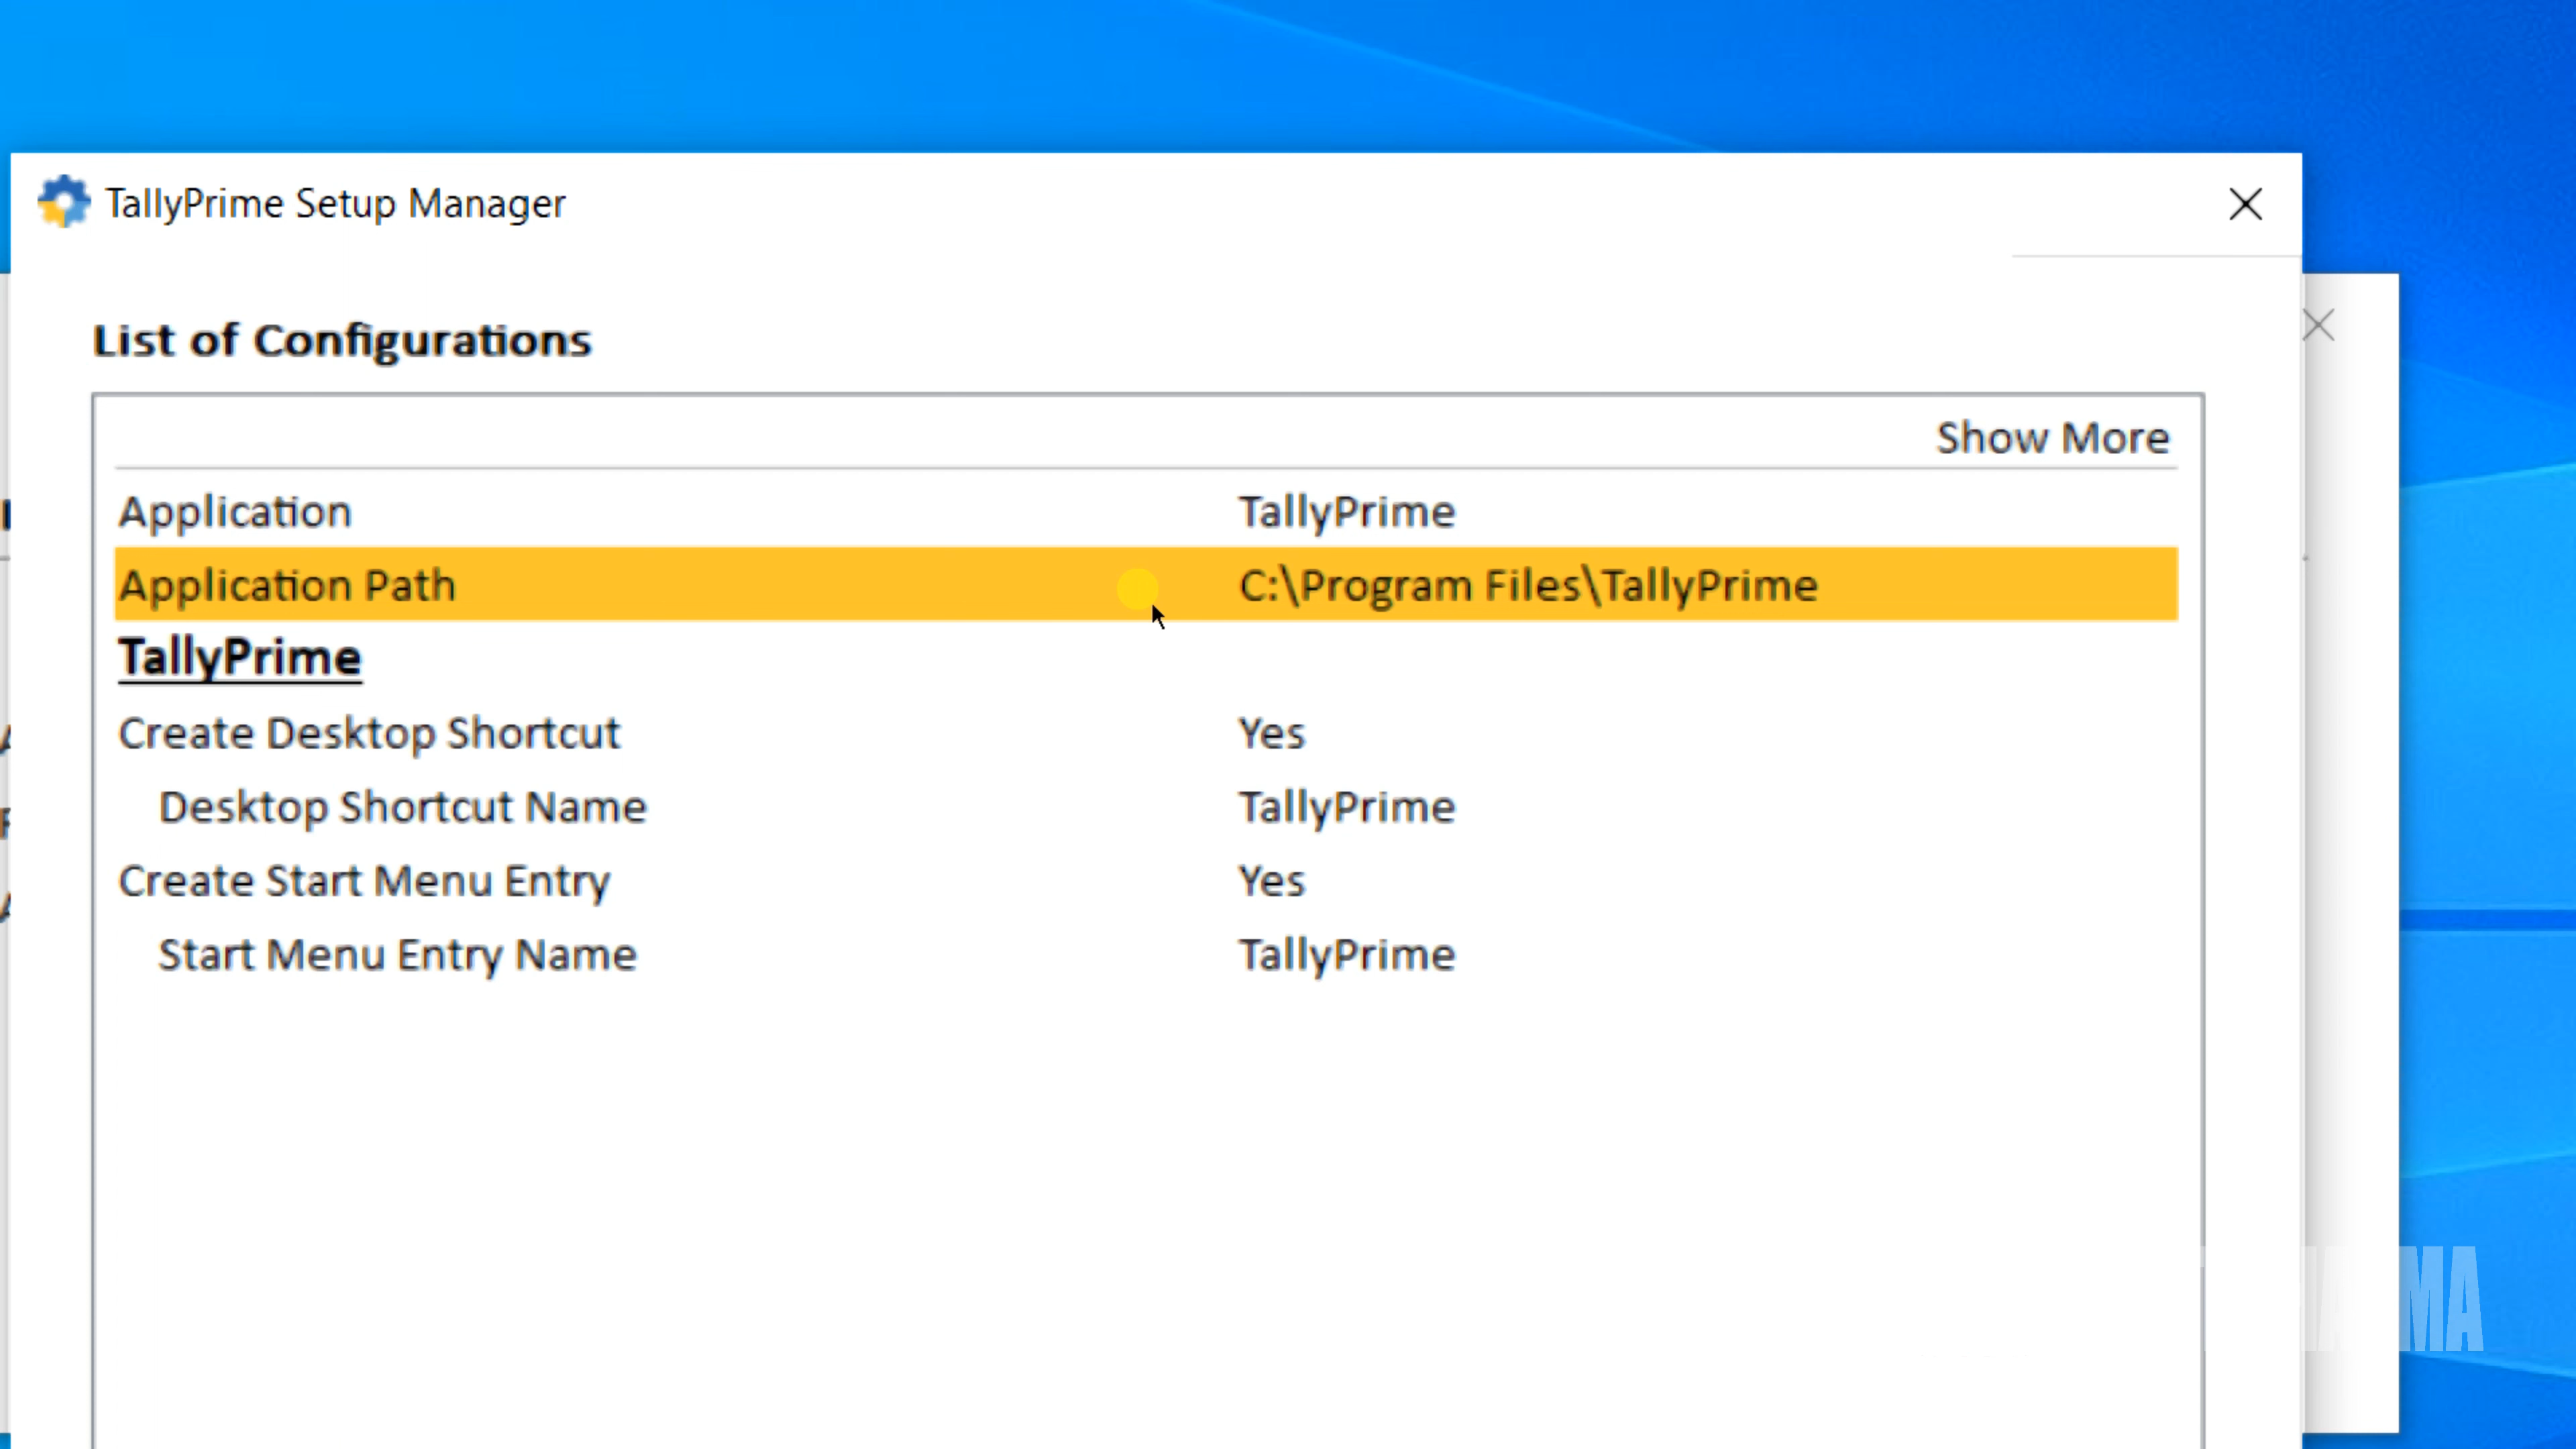 TallyPrime Setup Manager
List of Configurations
Show More
Application TallyPrime
Application Path C:\Program Files\TallyPrime
TallyPrime
Create Desktop Shortcut Yes
Desktop Shortcut Name TallyPrime
Create Start Menu Entry Yes
Start Menu Entry Name TallyPrime